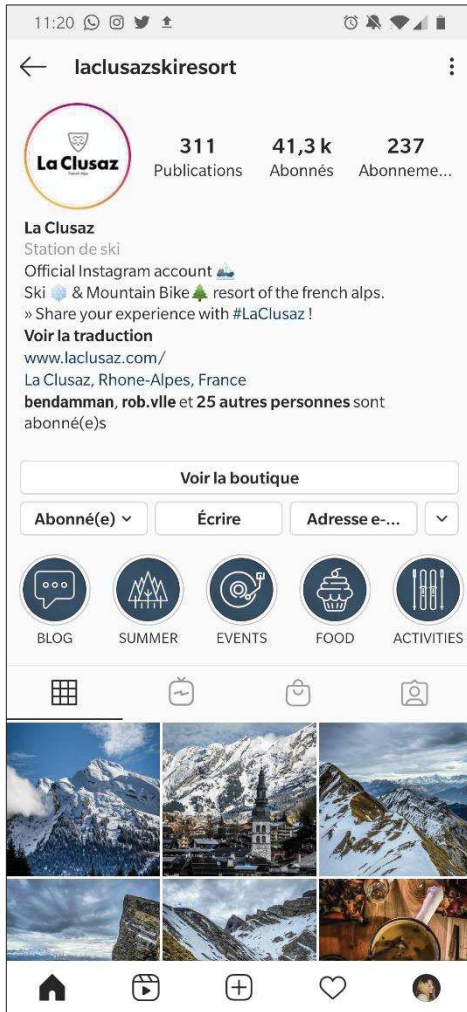 11:20
laclusazskiresort
La Clusaz
311 41,3 k 237
Publications Abonnés Abonneme...
La Clusaz
Station de ski
Official Instagram account
Ski & Mountain Bike resort of the french alps.
» Share your experience with #LaClusaz !
Voir la traduction
www.laclusaz.com/
La Clusaz, Rhone-Alpes, France
bendamman, rob.vlle et 25 autres personnes sont
abonné(e)s
Voir la boutique
Abonné(e) Écrire Adresse e-...
BLOG SUMMER EVENTS FOOD ACTIVITIES